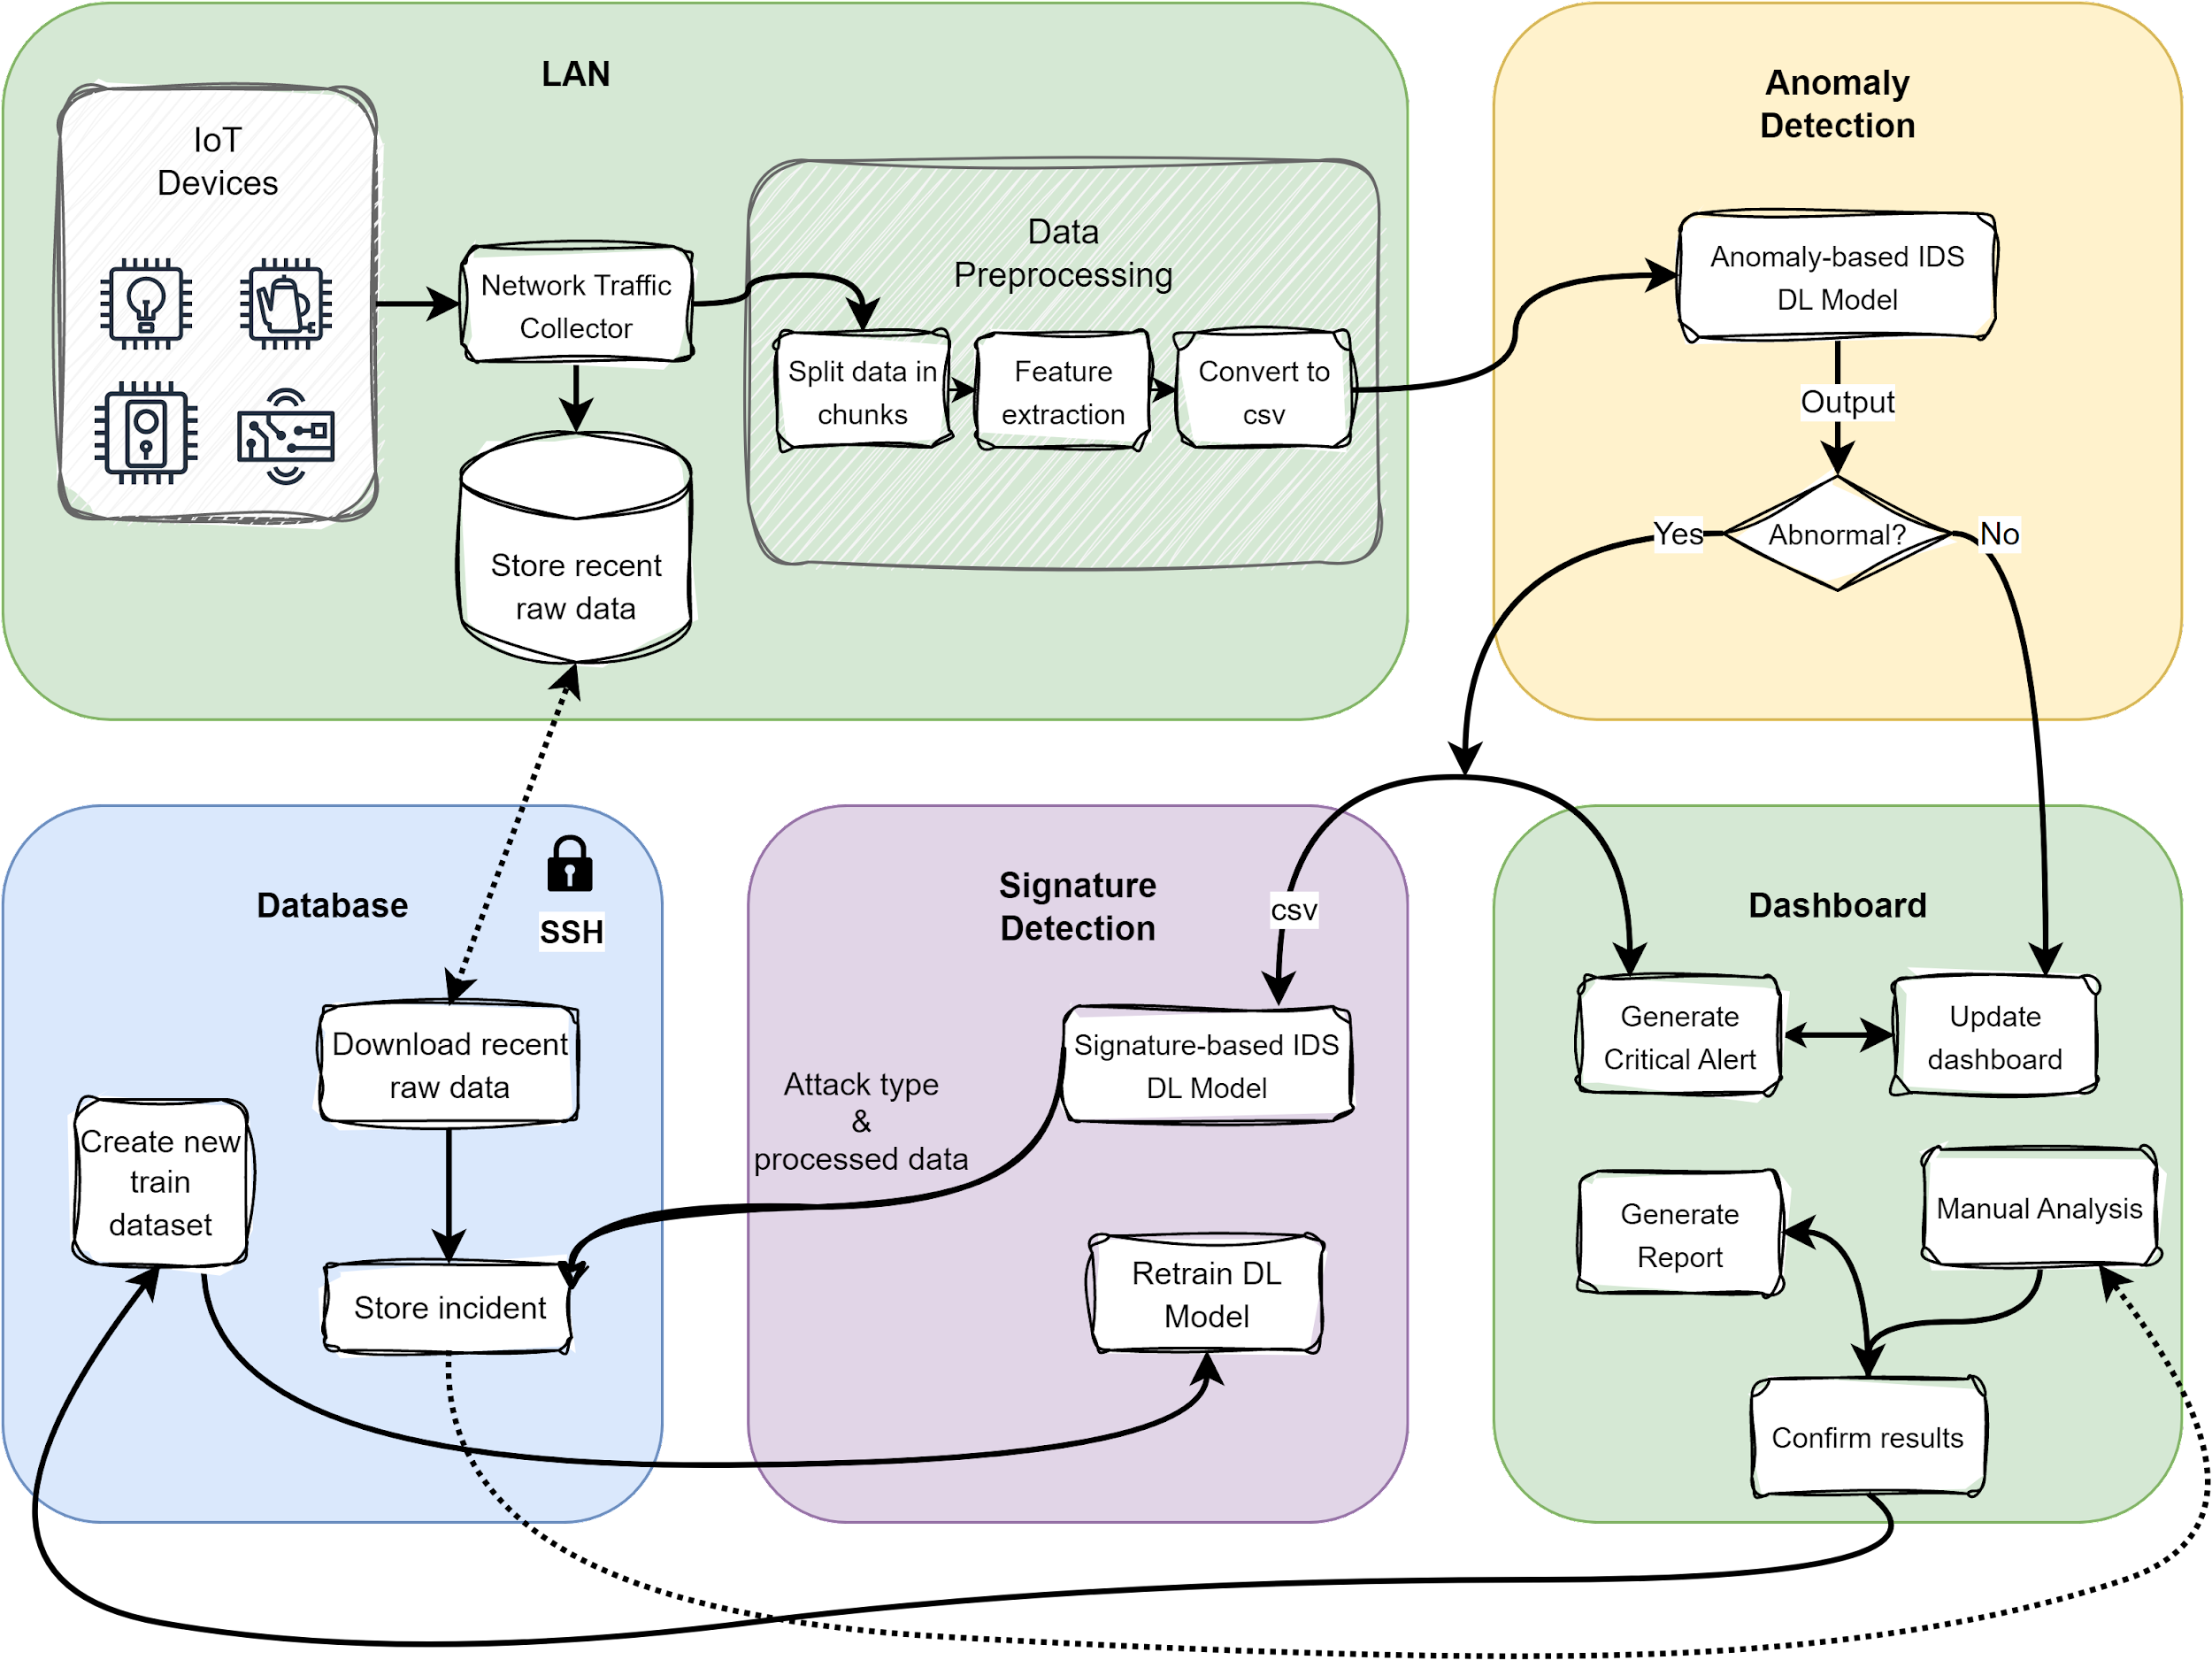 LAN
IoT
Devices
Network Traffic
Collector
Store recent
raw data
Data
Preprocessing
Split data in
chunks
Feature
extraction
Convert to
csv
Anomaly
Detection
Anomaly-based IDS
DL Model
Output
Abnormal?
Yes
No
Database
SSH
Download recent
raw data
Create new
train
dataset
Store incident
Signature
Detection
csv
Signature-based IDS
DL Model
Attack type
&
processed data
Retrain DL
Model
Dashboard
Generate
Critical Alert
Update
dashboard
Generate
Report
Manual Analysis
Confirm results